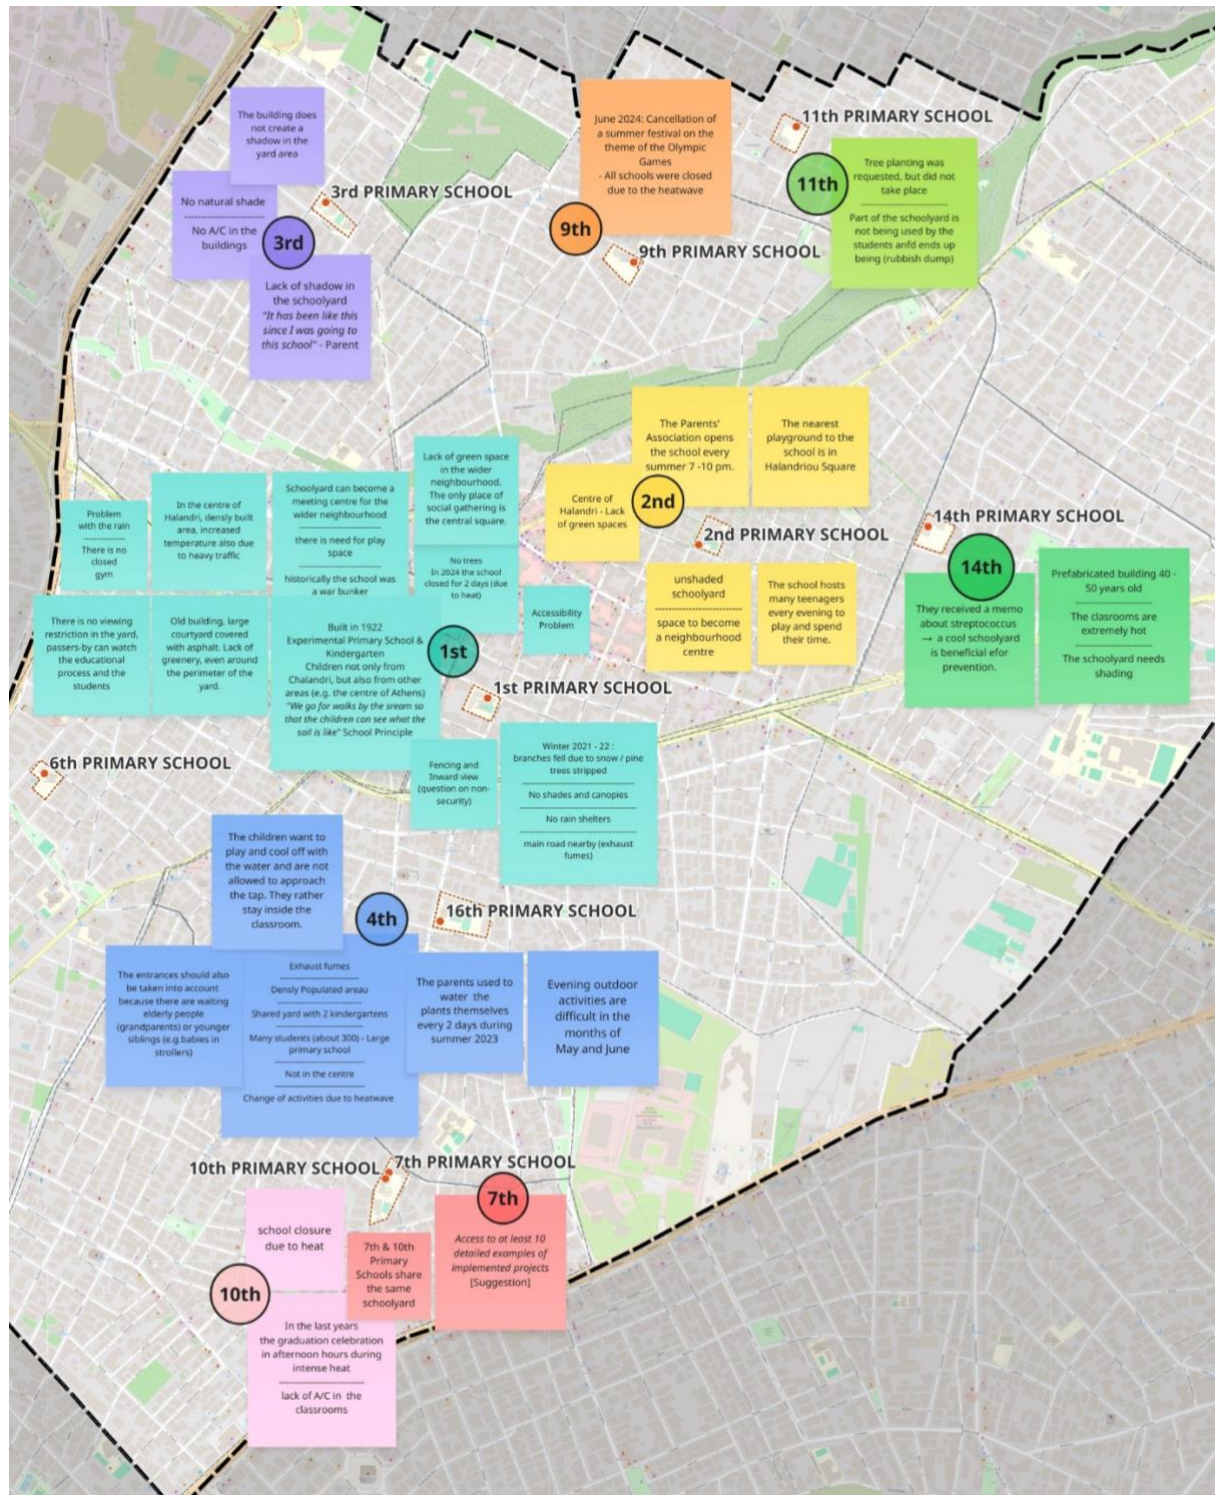 The building does
not create a
shadow in the
yard area
No natural shade
No A/C in the
buildings
3rd
3rd PRIMARY SCHOOL
Lack of shadow in
the schoolyard
"It has been like this
since I was going to
this school" - Parent
June 2024: Cancellation of
a summer festival on the
theme of the Olympic
Games
- All schools were closed
due to the heatwave
9th
9th PRIMARY SCHOOL
11th PRIMARY SCHOOL
11th
Tree planting was
requested, but did not
take place
Part of the schoolyard is
not being used by the
students anfd ends up
being (rubbish dump)
The Parents'
Association opens
the school every
summer 7 -10 pm.
The nearest
playground to the
school is in
Halandriou Square
Centre of
Halandri - Lack
of green spaces
2nd
2nd PRIMARY SCHOOL
unshaded
schoolyard
space to become
a neighbourhood
centre
The school hosts
many teenagers
every evening to
play and spend
their time.
14th PRIMARY SCHOOL
14th
They received a memo
about streptococcus
→ a cool schoolyard
is beneficial efor
prevention.
Prefabricated building 40 -
50 years old
The clasrooms are
extremely hot
The schoolyard needs
shading
Problem
with the rain
There is no
closed
gym
In the centre of
Halandri, densly built
area, increased
temperature also due
to heavy traffic
Schoolyard can become a
meeting centre for the
wider neighbourhood
there is need for play
space
historically the school was
a war bunker
Lack of green space
in the wider
neighbourhood.
The only place of
social gathering is
the central square.
No trees
In 2024 the school
closed for 2 days (due
to heat)
Accessibility
Problem
There is no viewing
restriction in the yard,
passers-by can watch
the educational
process and the
students
Old building, large
courtyard covered
with asphalt. Lack of
greenery, even around
the perimeter of the
yard.
Built in 1922
Experimental Primary School &
Kindergarten
Children not only from
Chalandri, but also from other
areas (e.g. the centre of Athens)
"We go for walks by the sream so
that the children can see what the
soil is like" School Principle
1st
1st PRIMARY SCHOOL
Fencing and
Inward view
(question on non-
security)
Winter 2021 - 22 :
branches fell due to snow / pine
trees stripped
No shades and canopies
No rain shelters
main road nearby (exhaust
fumes)
6th PRIMARY SCHOOL
The children want to
play and cool off with
the water and are not
allowed to approach
the tap. They rather
stay inside the
classroom.
4th
16th PRIMARY SCHOOL
The entrances should also
be taken into account
because there are waiting
elderly people
(grandparents) or younger
siblings (e.g.babies in
strollers)
Exhaust fumes
Densly Populated areau
Shared yard with 2 kindergartens
Many students (about 300) - Large
primary school
Not in the centre
Change of activities due to heatwave
The parents used to
water the
plants themselves
every 2 days during
summer 2023
Evening outdoor
activities are
difficult in the
months of
May and June
10th PRIMARY SCHOOL
7th PRIMARY SCHOOL
7th
Access to at least 10
detailed examples of
implemented projects
[Suggestion]
7th & 10th
Primary
Schools share
the same
schoolyard
school closure
due to heat
10th
In the last years
the graduation celebration
in afternoon hours during
intense heat
lack of A/C in the
classrooms